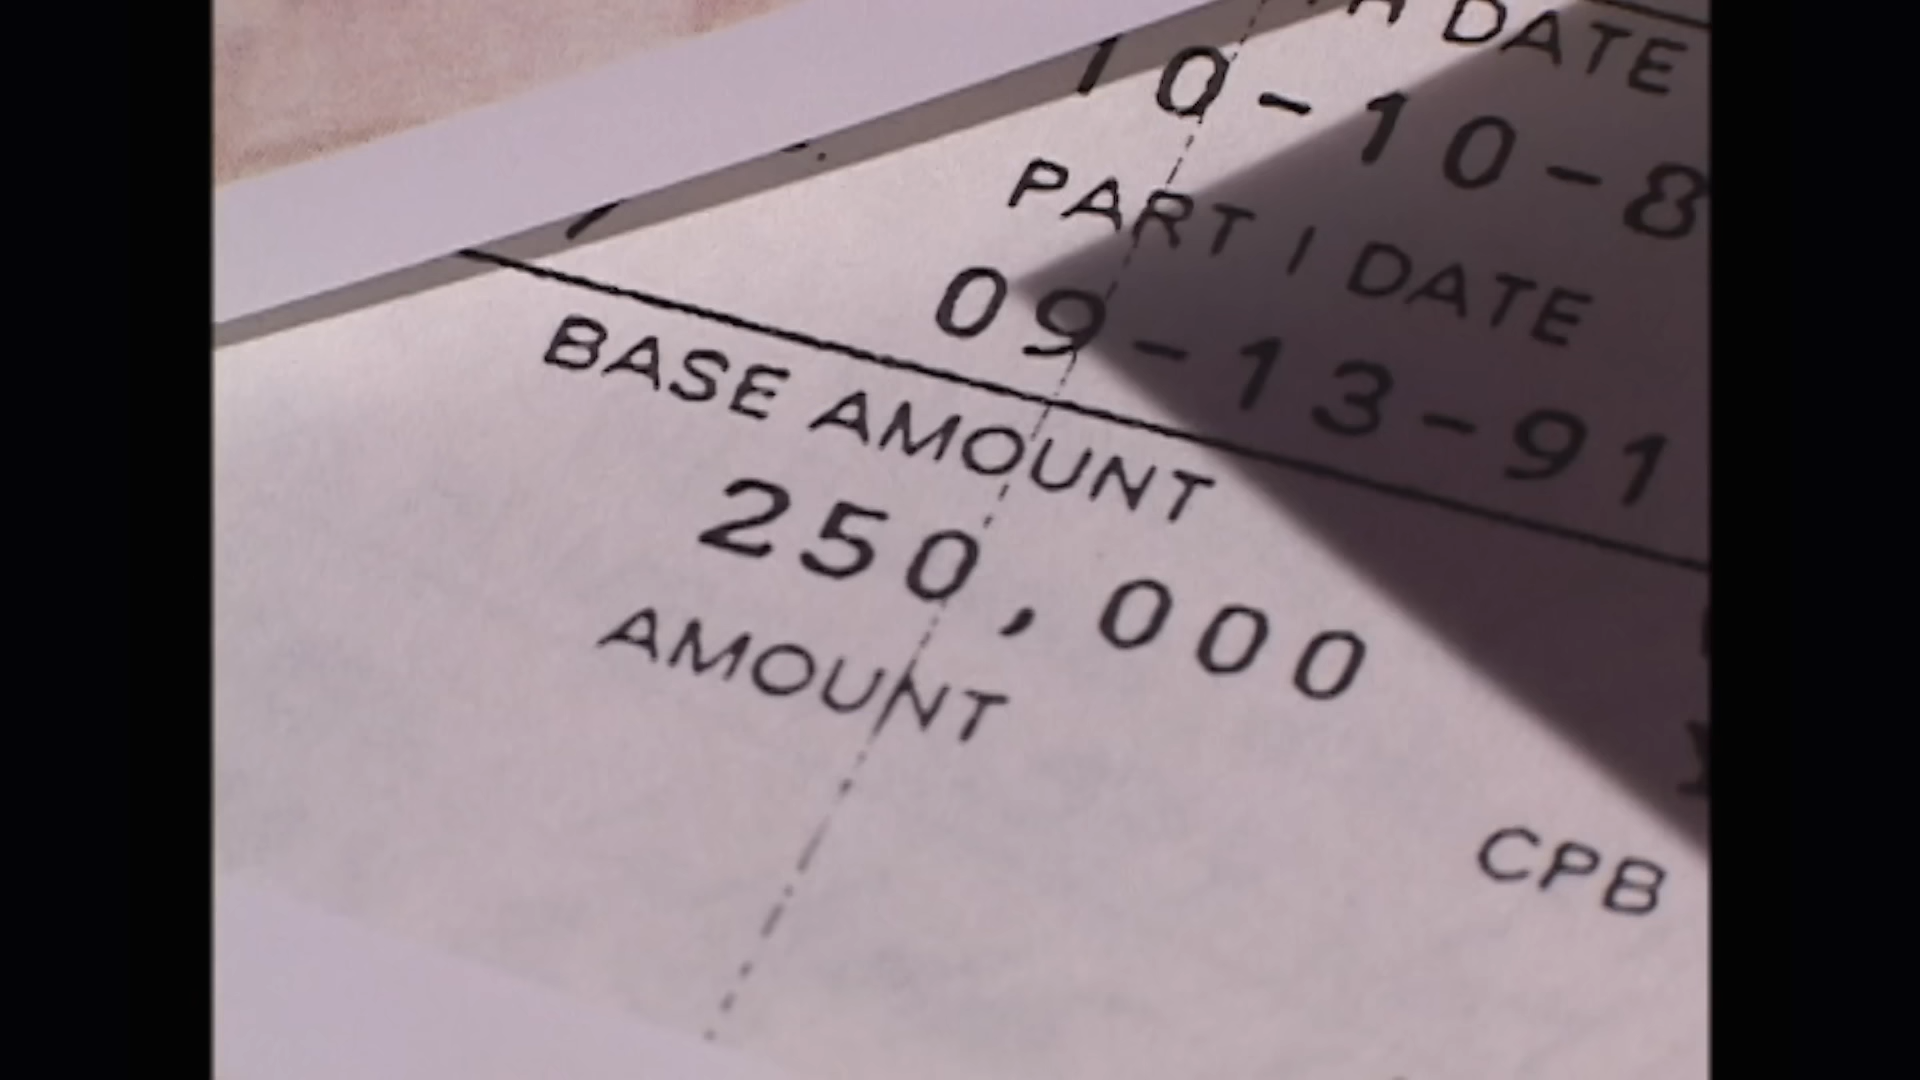 DATE
10-10-8
PART I DATE
09-13-91
BASE AMOUNT
250,000
AMOUNT
CPB